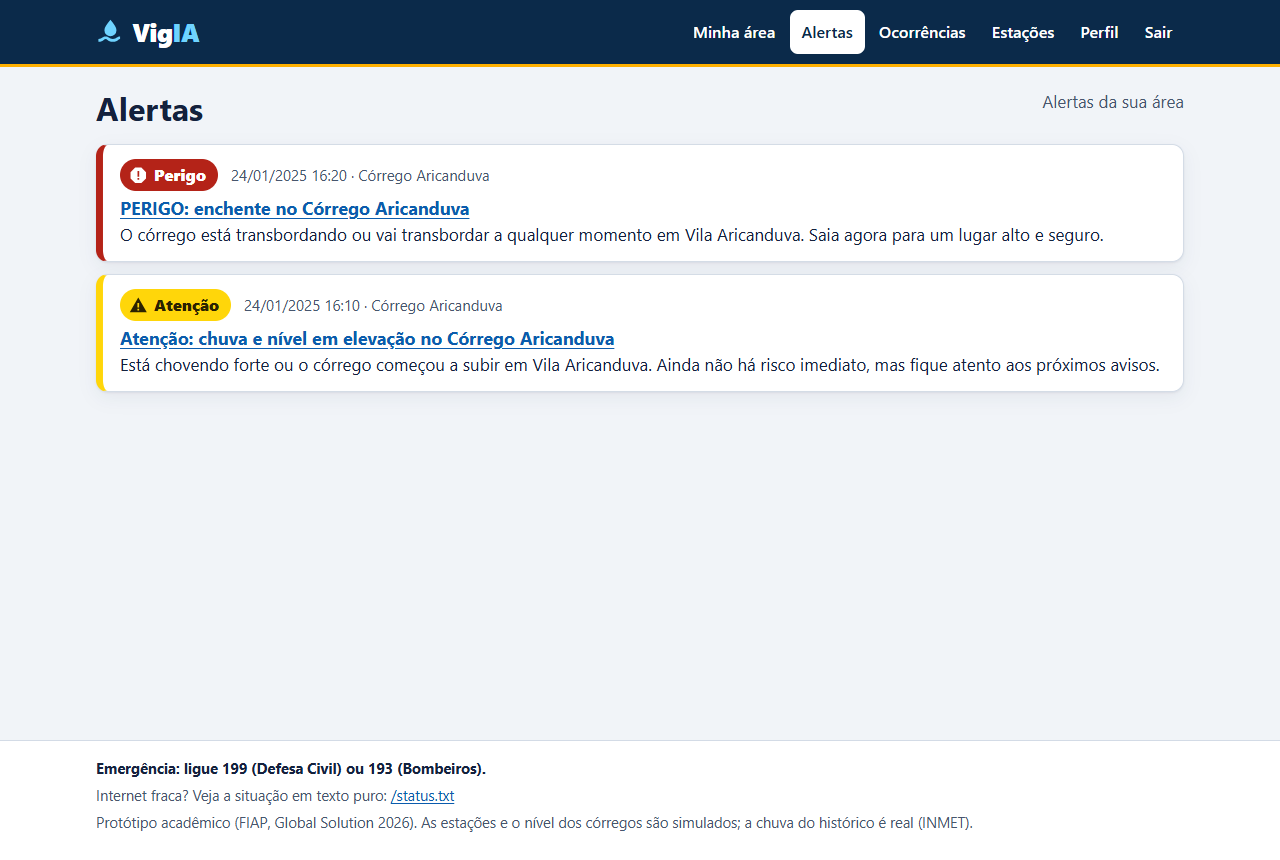 VigIA
Minha área Alertas Ocorrências Estações Perfil Sair
Alertas
Alertas da sua área
Perigo 24/01/2025 16:20 · Córrego Aricanduva
PERIGO: enchente no Córrego Aricanduva
O córrego está transbordando ou vai transbordar a qualquer momento em Vila Aricanduva. Saia agora para um lugar alto e seguro.
Atenção 24/01/2025 16:10 · Córrego Aricanduva
Atenção: chuva e nível em elevação no Córrego Aricanduva
Está chovendo forte ou o córrego começou a subir em Vila Aricanduva. Ainda não há risco imediato, mas fique atento aos próximos avisos.
Emergência: ligue 199 (Defesa Civil) ou 193 (Bombeiros).
Internet fraca? Veja a situação em texto puro: /status.txt
Protótipo acadêmico (FIAP, Global Solution 2026). As estações e o nível dos córregos são simulados; a chuva do histórico é real (INMET).